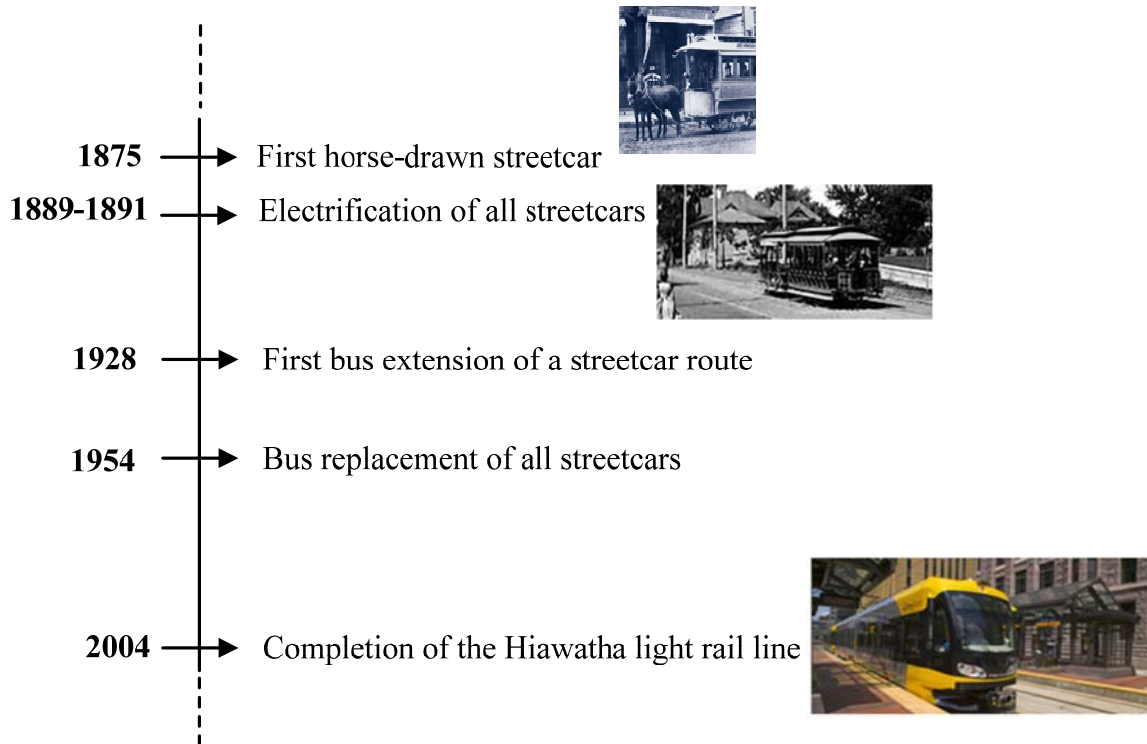 1875 First horse-drawn streetcar
1889-1891 Electrification of all streetcars
1928 First bus extension of a streetcar route
1954 Bus replacement of all streetcars
2004 Completion of the Hiawatha light rail line